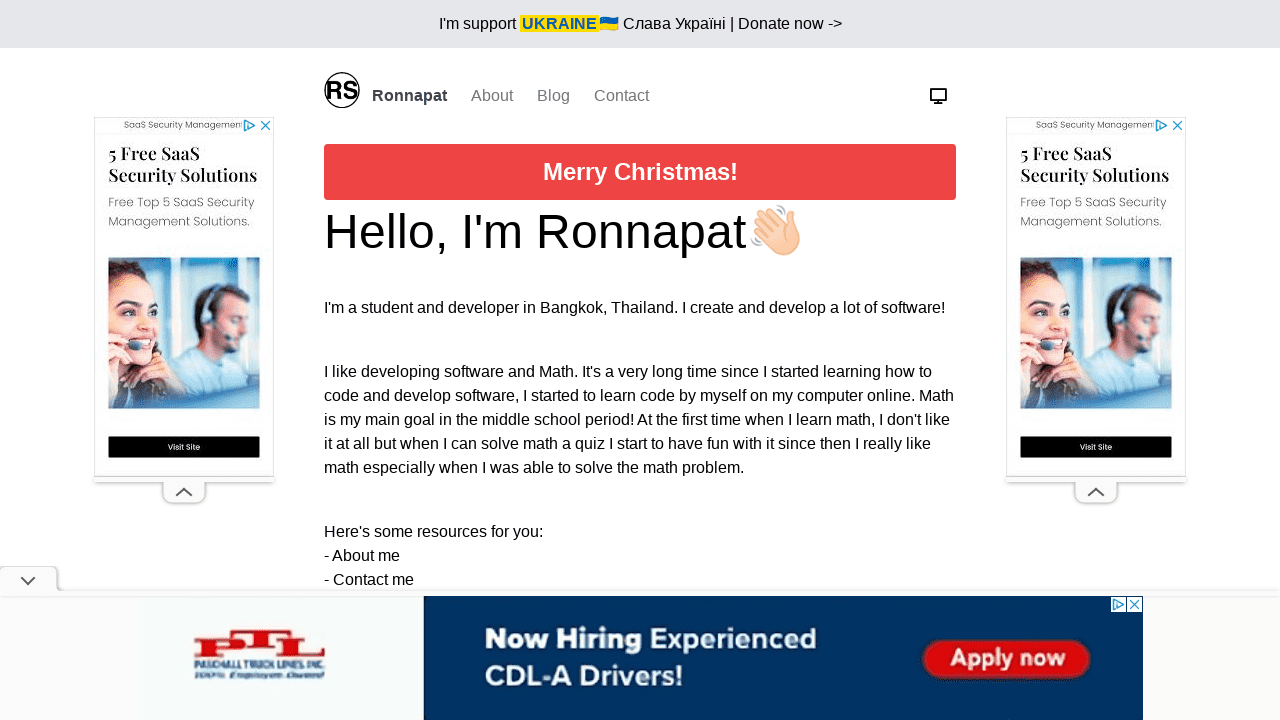 I'm support UKRAINE🇺🇦 Слава Україні | Donate now ->
RS Ronnapat About Blog Contact
SaaS Security Management
5 Free SaaS
Security Solutions
Free Top 5 SaaS Security
Management Solutions.
Visit Site
Merry Christmas!
Hello, I'm Ronnapat👋🏻
I'm a student and developer in Bangkok, Thailand. I create and develop a lot of software!
I like developing software and Math. It's a very long time since I started learning how to
code and develop software, I started to learn code by myself on my computer online. Math
is my main goal in the middle school period! At the first time when I learn math, I don't like
it at all but when I can solve math a quiz I start to have fun with it since then I really like
math especially when I was able to solve the math problem.
Here's some resources for you:
- About me
- Contact me
SaaS Security Management
5 Free SaaS
Security Solutions
Free Top 5 SaaS Security
Management Solutions.
Visit Site
PTL
PASCHALL TRUCK LINES, INC.
100% Employee Owned
Now Hiring Experienced
CDL-A Drivers!
Apply now